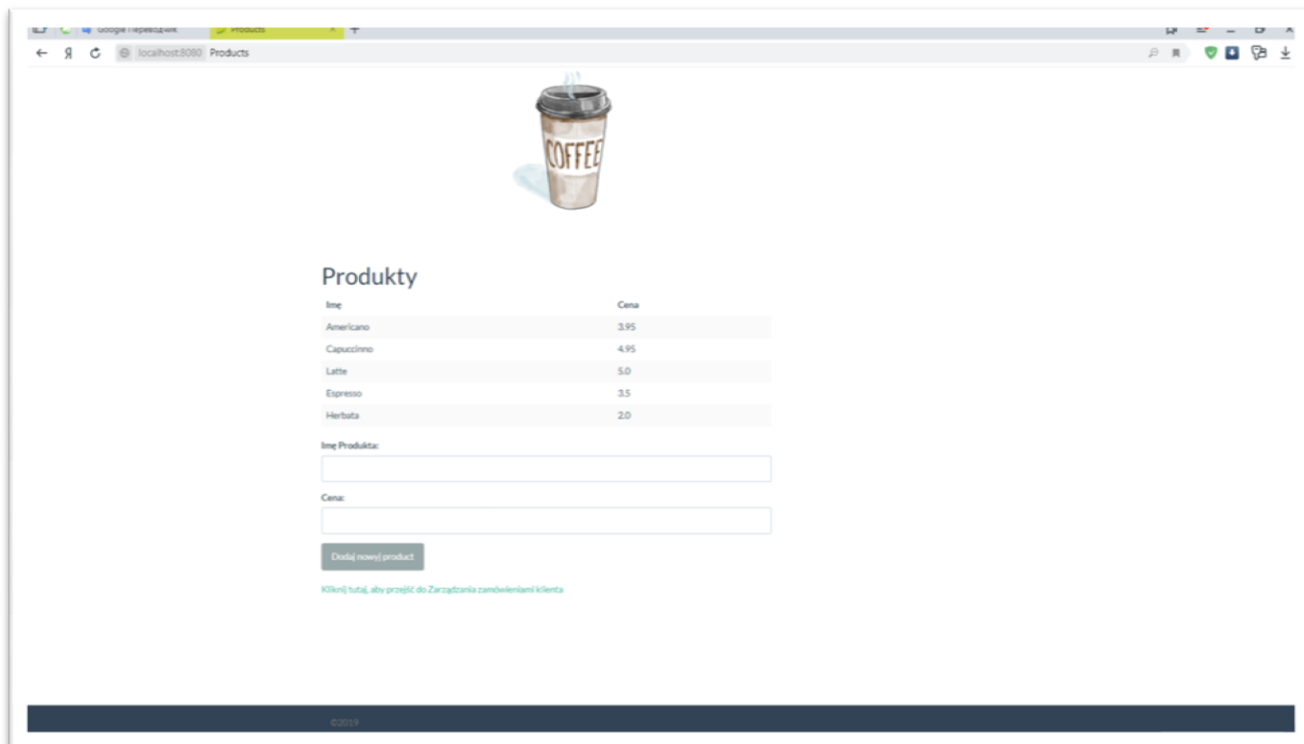 Google Переводчик Products
localhost:8080 Products
COFFEE
Produkty
Imę Cena
Americano 3.95
Capuccinno 4.95
Latte 5.0
Espresso 3.5
Herbata 2.0
Imę Produkta:
Cena:
Dodaj nowyj product
Kliknij tutaj, aby przejść do Zarządzania zamówieniami klienta
©2019